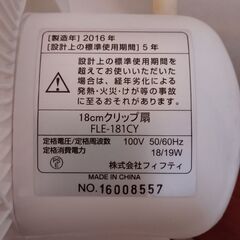 [製造年] 2016年
[設計上の標準使用期間] 5年
設計上の標準使用期間を
超えてお使いいただいた
場合は、経年劣化による
発熱・火災・けが等の事故
に至るおそれがあります。
18cmクリップ扇
FLE-181CY
定格電圧/定格周波数 100V 50/60Hz
定格消費電力 18/19W
PS
E
株式会社フィフティ
MADE IN CHINA
NO.16008557